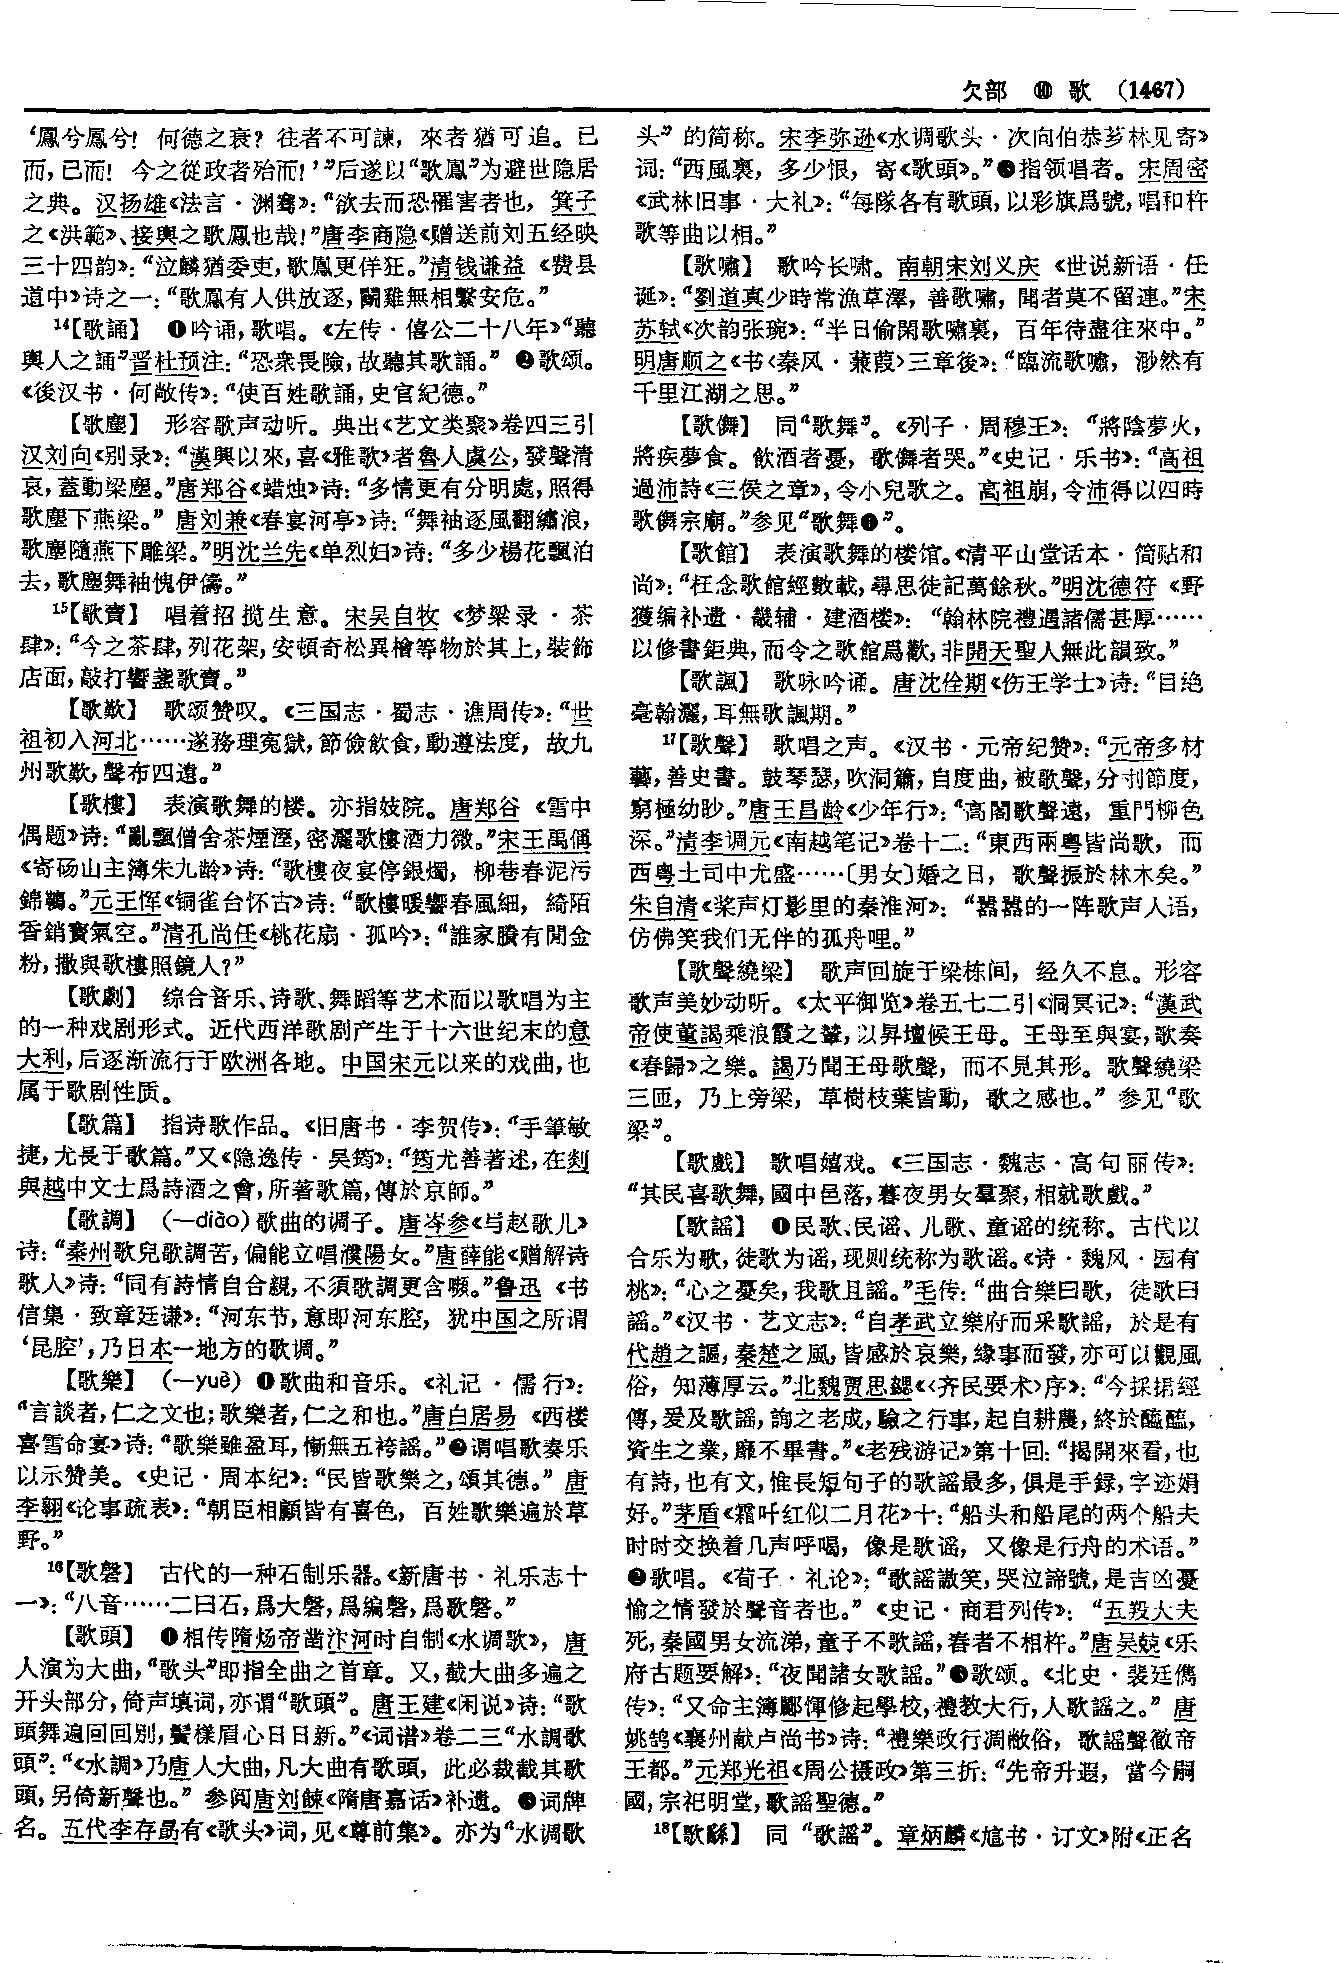 欠部 ⑩ 歌 (1467)
‘鳳兮鳳兮! 何德之衰? 往者不可諫, 來者猶可追。已
而,已而! 今之從政者殆而!’”后遂以“歌鳳”为避世隐居
之典。汉扬雄《法言·渊骞》:“欲去而恐罹害者也, 箕子
之《洪範》、接輿之歌鳳也哉!”唐李商隐《赠送前刘五经映
三十四韵》:“泣麟猶委吏,歌鳳更佯狂。”清钱谦益《费县
道中》诗之一:“歌鳳有人供放逐,鬭雞無相繫安危。”
14【歌誦】 ❶吟诵,歌唱。《左传·僖公二十八年》“聽
輿人之誦”晋杜预注:“恐衆畏險,故聽其歌誦。” ❷歌颂。
《後汉书·何敞传》:“使百姓歌誦,史官紀德。”
【歌塵】 形容歌声动听。典出《艺文类聚》卷四三引
汉刘向《别录》:“漢興以來,喜《雅歌》者魯人虞公,發聲清
哀,蓋動梁塵。”唐郑谷《蜡烛》诗:“多情更有分明處,照得
歌塵下燕梁。” 唐刘兼《春宴河亭》诗:“舞袖逐風翻繡浪,
歌塵隨燕下雕梁。”明沈兰先《单烈妇》诗:“多少楊花飄泊
去,歌塵舞袖愧伊儔。”
15【歌賣】 唱着招揽生意。宋吴自牧《梦粱录·茶
肆》:“今之茶肆,列花架,安頓奇松異檜等物於其上,裝飾
店面,敲打響盞歌賣。”
【歌歎】 歌颂赞叹。《三国志·蜀志·谯周传》:“世
祖初入河北……遂務理寃獄,節儉飲食,動遵法度, 故九
州歌歎,聲布四遠。”
【歌樓】 表演歌舞的楼。亦指妓院。唐郑谷《雪中
偶题》诗:“亂飄僧舍茶煙溼,密灑歌樓酒力微。”宋王禹偁
《寄砀山主簿朱九龄》诗:“歌樓夜宴停銀燭, 柳巷春泥污
錦韉。”元王恽《铜雀台怀古》诗:“歌樓暖響春風細, 綺陌
香銷寶氣空。”清孔尚任《桃花扇·孤吟》:“誰家賸有閒金
粉,撒與歌樓照鏡人?”
【歌劇】 综合音乐、诗歌、舞蹈等艺术而以歌唱为主
的一种戏剧形式。近代西洋歌剧产生于十六世纪末的意
大利,后逐渐流行于欧洲各地。中国宋元以来的戏曲,也
属于歌剧性质。
【歌篇】 指诗歌作品。《旧唐书·李贺传》:“手筆敏
捷,尤長于歌篇。”又《隐逸传·吴筠》:“筠尤善著述,在剡
與越中文士爲詩酒之會,所著歌篇,傳於京師。”
【歌調】 (—diào)歌曲的调子。唐岑参《与赵歌儿》
诗:“秦州歌兒歌調苦,偏能立唱濮陽女。”唐薛能《赠解诗
歌人》诗:“同有詩情自合親,不須歌調更含嚬。”鲁迅《书
信集·致章廷谦》:“河东节,意即河东腔, 犹中国之所谓
‘昆腔’,乃日本一地方的歌调。”
【歌樂】 (—yuè) ❶歌曲和音乐。《礼记·儒行》:
“言談者,仁之文也;歌樂者,仁之和也。”唐白居易《西楼
喜雪命宴》诗:“歌樂雖盈耳,慚無五袴謡。”❷谓唱歌奏乐
以示赞美。《史记·周本纪》:“民皆歌樂之,頌其德。” 唐
李翱《论事疏表》:“朝臣相顧皆有喜色, 百姓歌樂遍於草
野。”
16【歌磬】 古代的一种石制乐器。《新唐书·礼乐志十
一》:“八音……二曰石,爲大磬,爲编磬,爲歌磬。”
【歌頭】 ❶相传隋炀帝凿汴河时自制《水调歌》, 唐
人演为大曲,“歌头”即指全曲之首章。又,截大曲多遍之
开头部分,倚声填词,亦谓“歌頭”。唐王建《闲说》诗:“歌
頭舞遍回回别,鬢樣眉心日日新。”《词谱》卷二三“水調歌
頭”:“《水調》乃唐人大曲,凡大曲有歌頭, 此必裁截其歌
頭,另倚新聲也。” 参阅唐刘餗《隋唐嘉话》补遗。❷词牌
名。五代李存勗有《歌头》词,见《尊前集》。亦为“水调歌
头” 的简称。宋李弥逊《水调歌头·次向伯恭芗林见寄》
词:“西風裏, 多少恨, 寄《歌頭》。”❸指领唱者。宋周密
《武林旧事·大礼》:“每隊各有歌頭,以彩旗爲號,唱和杵
歌等曲以相。”
【歌嘯】 歌吟长啸。南朝宋刘义庆《世说新语·任
诞》:“劉道真少時常漁草澤, 善歌嘯, 聞者莫不留連。”宋
苏轼《次韵张琬》:“半日偷閑歌嘯裏, 百年待盡往來中。”
明唐顺之《书〈秦风·蒹葭〉三章後》:“臨流歌嘯, 渺然有
千里江湖之思。”
【歌儛】 同“歌舞”。《列子·周穆王》: “將陰夢火,
將疾夢食。飲酒者憂, 歌儛者哭。”《史记·乐书》:“高祖
過沛詩《三侯之章》,令小兒歌之。高祖崩,令沛得以四時
歌儛宗廟。”参见“歌舞❶”。
【歌館】 表演歌舞的楼馆。《清平山堂话本·简贴和
尚》:“枉念歌館經數載,尋思徒記萬餘秋。”明沈德符《野
獲编补遗·畿辅·建酒楼》: “翰林院禮遇諸儒甚厚……
以修書鉅典,而令之歌館爲歡,非開天聖人無此韻致。”
【歌諷】 歌咏吟诵。唐沈佺期《伤王学士》诗:“目绝
毫翰灑,耳無歌諷期。”
17【歌聲】 歌唱之声。《汉书·元帝纪赞》:“元帝多材
藝,善史書。鼓琴瑟,吹洞簫,自度曲,被歌聲,分刌節度,
窮極幼眇。”唐王昌龄《少年行》:“高閣歌聲遠, 重門柳色
深。”清李调元《南越笔记》卷十二:“東西兩粤皆尚歌, 而
西粤土司中尤盛……〔男女〕婚之日, 歌聲振於林木矣。”
朱自清《桨声灯影里的秦淮河》: “嚣嚣的一阵歌声人语,
仿佛笑我们无伴的孤舟哩。”
【歌聲繞梁】 歌声回旋于梁栋间, 经久不息。形容
歌声美妙动听。《太平御览》卷五七二引《洞冥记》:“漢武
帝使董謁乘浪霞之輦,以昇壇候王母。王母至與宴,歌奏
《春歸》之樂。謁乃聞王母歌聲, 而不見其形。歌聲繞梁
三匝, 乃上旁梁, 草樹枝葉皆動, 歌之感也。” 参见“歌
梁”。
【歌戲】 歌唱嬉戏。《三国志·魏志·高句丽传》:
“其民喜歌舞,國中邑落,暮夜男女羣聚,相就歌戲。”
【歌謡】 ❶民歌、民谣、儿歌、童谣的统称。古代以
合乐为歌,徒歌为谣,现则统称为歌谣。《诗·魏风·园有
桃》:“心之憂矣,我歌且謡。”毛传:“曲合樂曰歌, 徒歌曰
謡。”《汉书·艺文志》:“自孝武立樂府而采歌謡, 於是有
代趙之謳,秦楚之風,皆感於哀樂,緣事而發,亦可以觀風
俗, 知薄厚云。”北魏贾思勰《〈齐民要术〉序》:“今採捃經
傳,爰及歌謡,詢之老成,驗之行事,起自耕農,終於醯醢,
資生之業,靡不畢書。”《老残游记》第十回:“揭開來看,也
有詩,也有文,惟長短句子的歌謡最多,俱是手録,字迹娟
好。”茅盾《霜叶红似二月花》十:“船头和船尾的两个船夫
时时交换着几声呼喝, 像是歌谣, 又像是行舟的术语。”
❷歌唱。《荀子·礼论》:“歌謡謸笑,哭泣諦號,是吉凶憂
愉之情發於聲音者也。”《史记·商君列传》: “五羖大夫
死,秦國男女流涕,童子不歌謡,舂者不相杵。”唐吴兢《乐
府古题要解》:“夜聞諸女歌謡。”❸歌颂。《北史·裴廷儁
传》:“又命主簿酈惲修起學校,禮教大行,人歌謡之。” 唐
姚鹄《襄州献卢尚书》诗:“禮樂政行凋敝俗, 歌謡聲徹帝
王都。”元郑光祖《周公摄政》第三折:“先帝升遐, 當今嗣
國,宗祀明堂,歌謡聖德。”
18【歌繇】 同“歌謡”。章炳麟《訄书·订文》附《正名